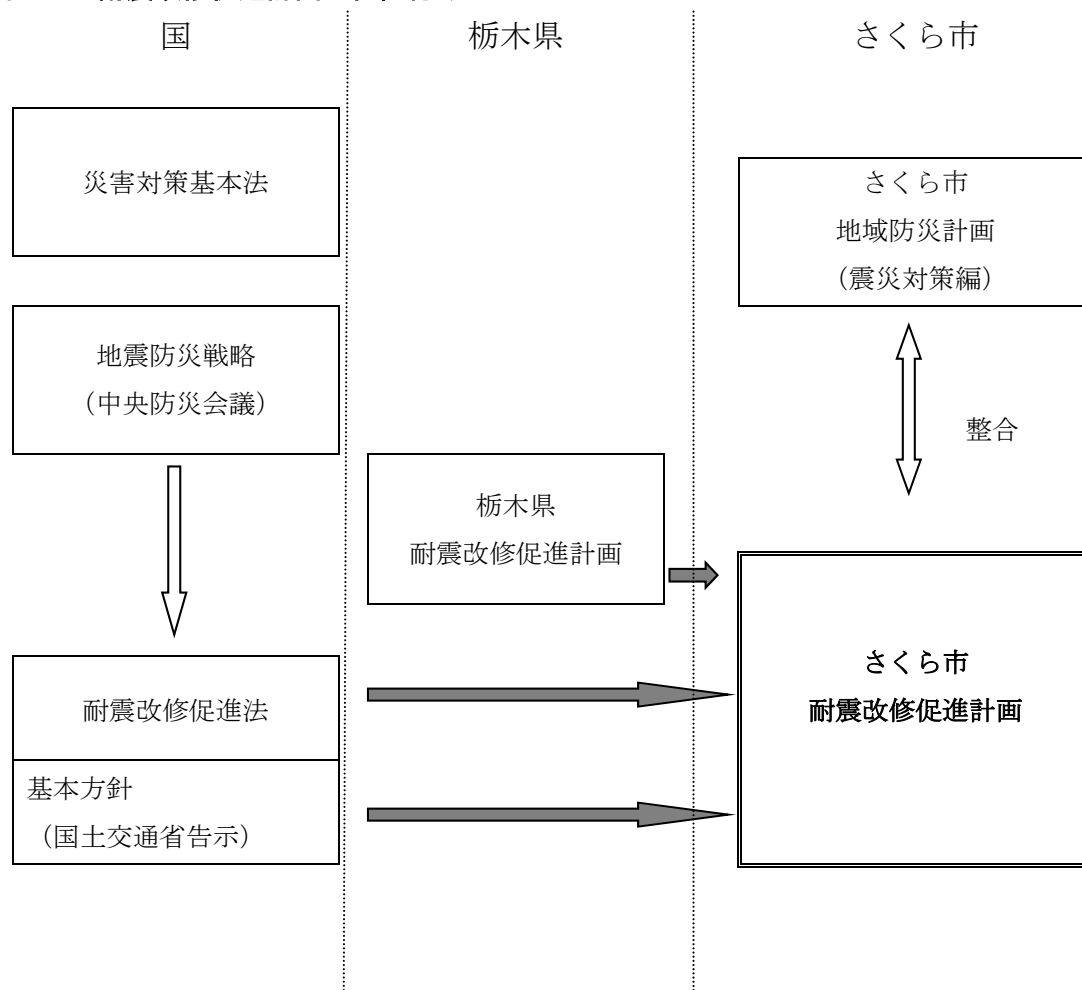 国
栃木県
さくら市
災害対策基本法
地震防災戦略
（中央防災会議）
耐震改修促進法
基本方針
（国土交通省告示）
栃木県
耐震改修促進計画
さくら市
地域防災計画
（震災対策編）
整合
さくら市
耐震改修促進計画